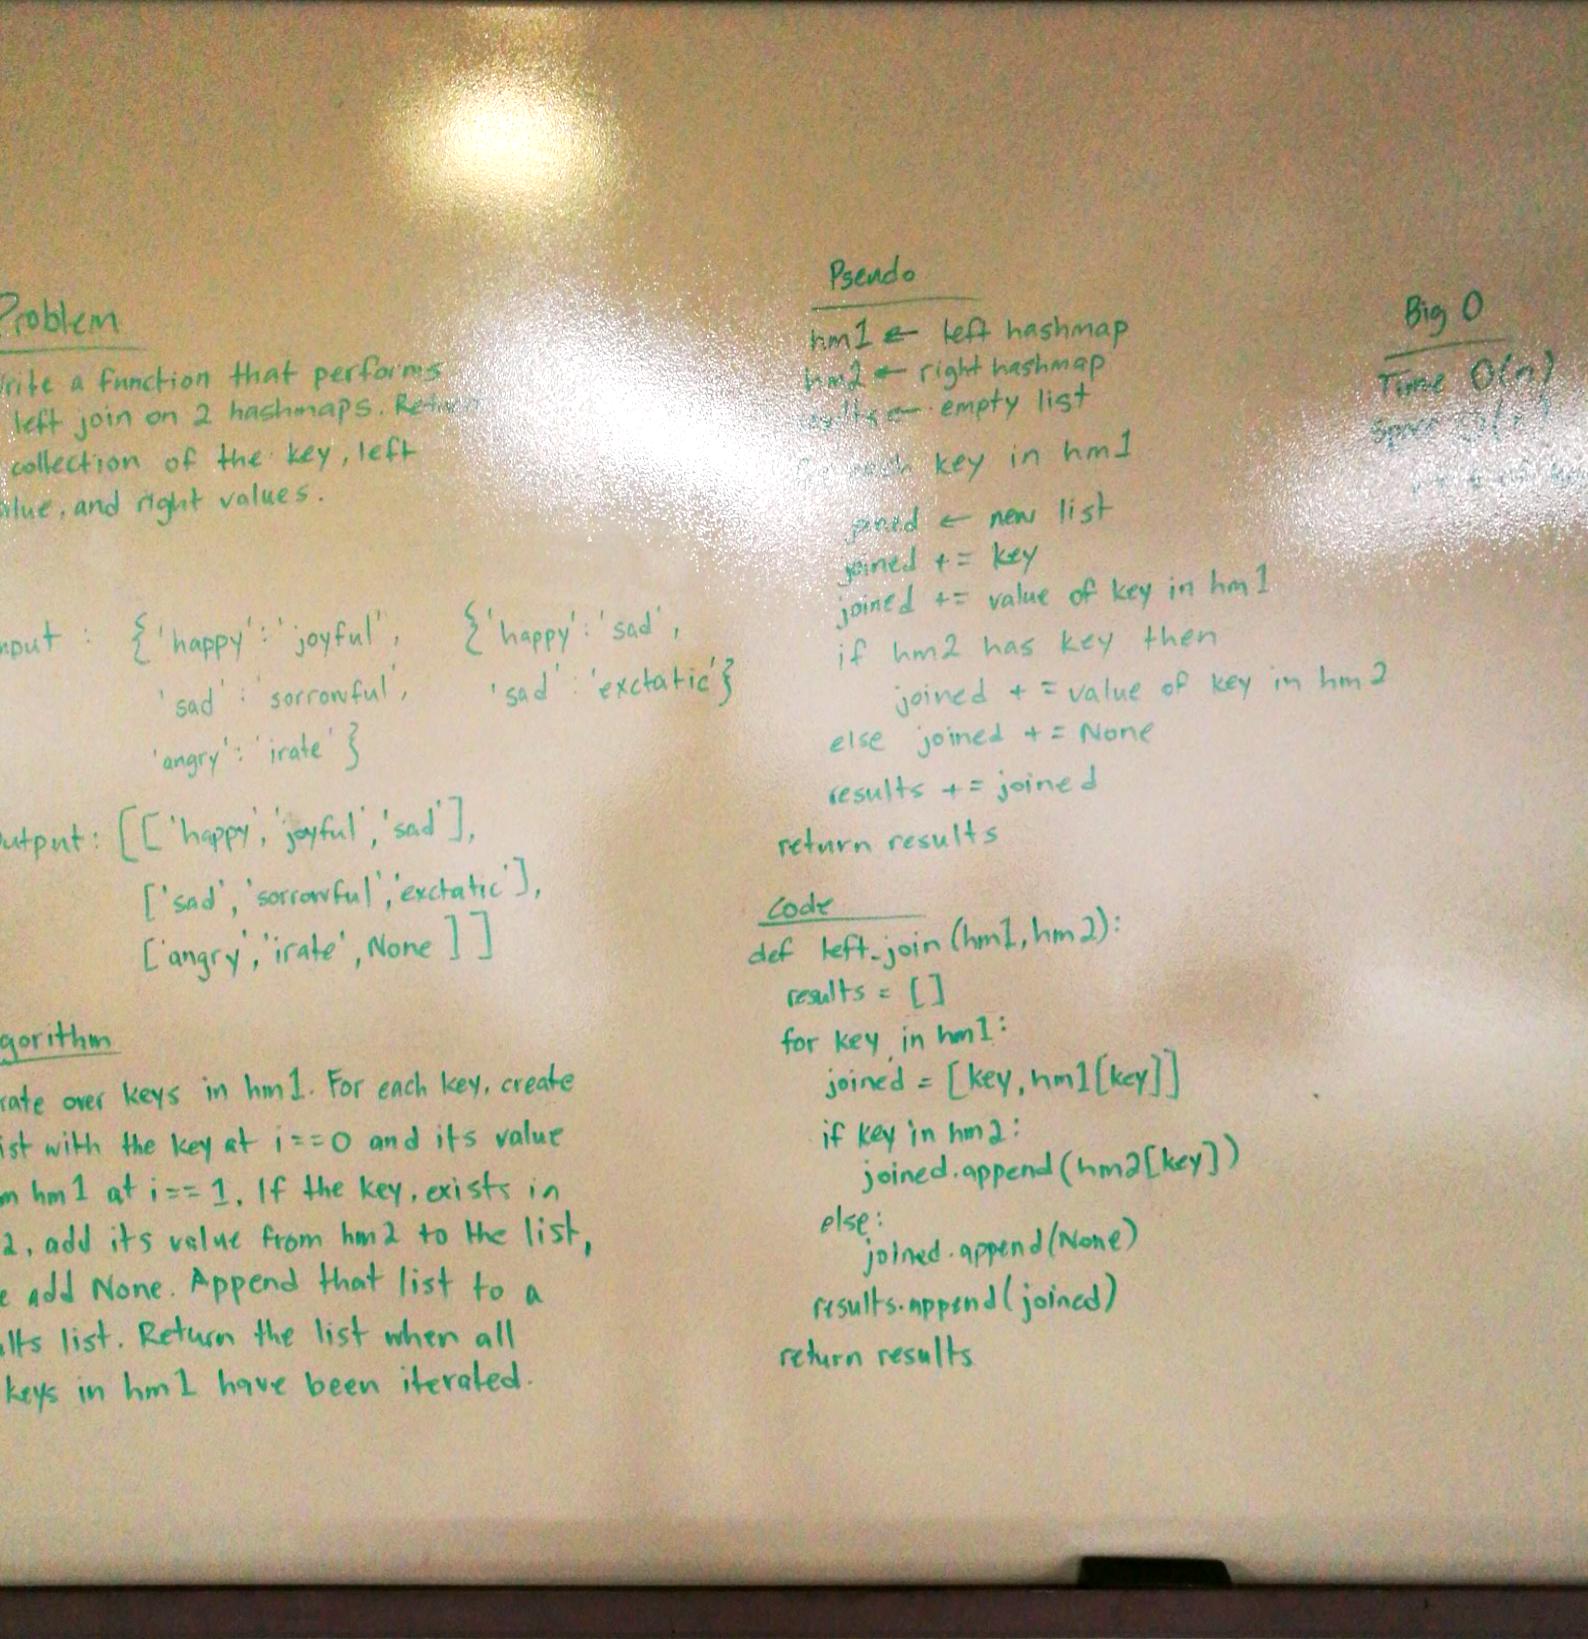 Problem
write a function that performs
left join on 2 hashmaps. Return
collection of the key, left
value, and right values.
input : {'happy':'joyful', {'happy':'sad',
'sad':'sorrowful', 'sad':'exctatic'}
'angry':'irate'}
output: [['happy','joyful','sad'],
['sad','sorrowful','exctatic'],
['angry','irate',None]]
gorithm
rate over keys in hm1. For each key, create
ist with the key at i==0 and its value
m hm1 at i==1. If the key, exists in
2, add its value from hm2 to the list,
e add None. Append that list to a
lts list. Return the list when all
keys in hm1 have been iterated.
Pseudo
hm1 ← left hashmap
hm2 ← right hashmap
results ← empty list
for each key in hm1
joined ← new list
joined += key
joined += value of key in hm1
if hm2 has key then
joined += value of key in hm2
else joined += None
results += joined
return results
Code
def left_join(hm1,hm2):
results = []
for key in hm1:
joined = [key,hm1[key]]
if key in hm2:
joined.append(hm2[key])
else:
joined.append(None)
results.append(joined)
return results
Big O
Time O(n)
Space